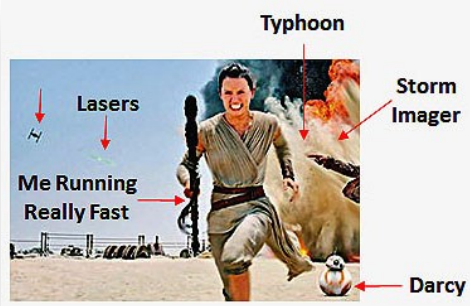 Typhoon
Storm
Imager
Lasers
Me Running
Really Fast
Darcy